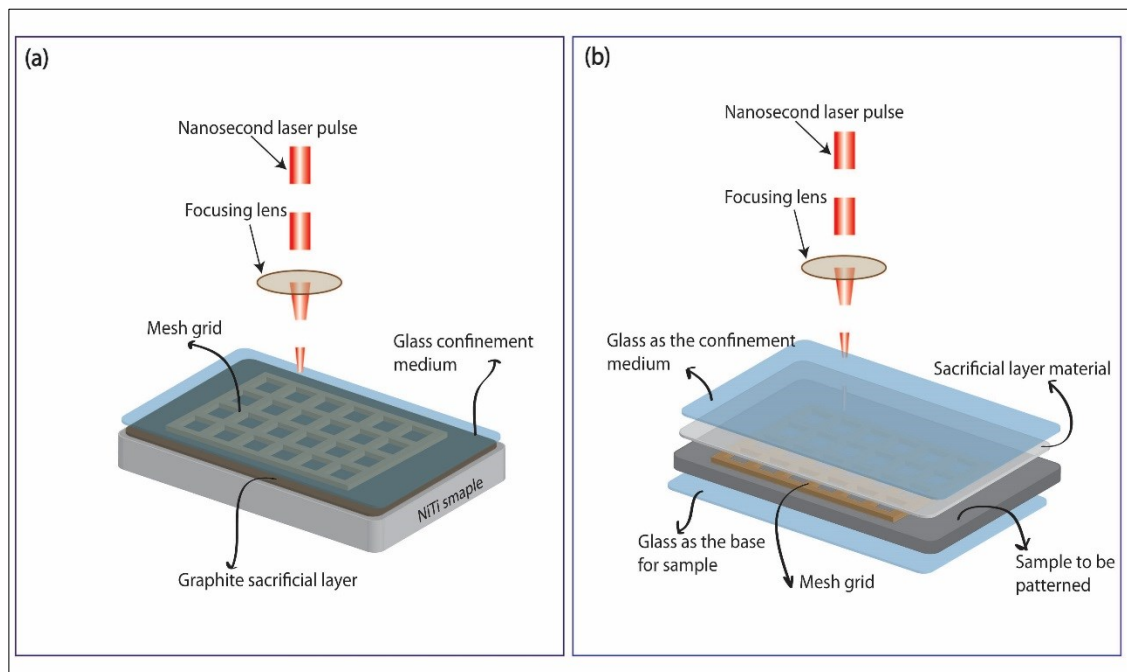 (a)
Nanosecond laser pulse
Focusing lens
Mesh grid
Glass confinement
medium
NiTi smaple
Graphite sacrificial layer
(b)
Nanosecond laser pulse
Focusing lens
Glass as the confinement
medium
Sacrificial layer material
Glass as the base
for sample
Mesh grid
Sample to be
patterned